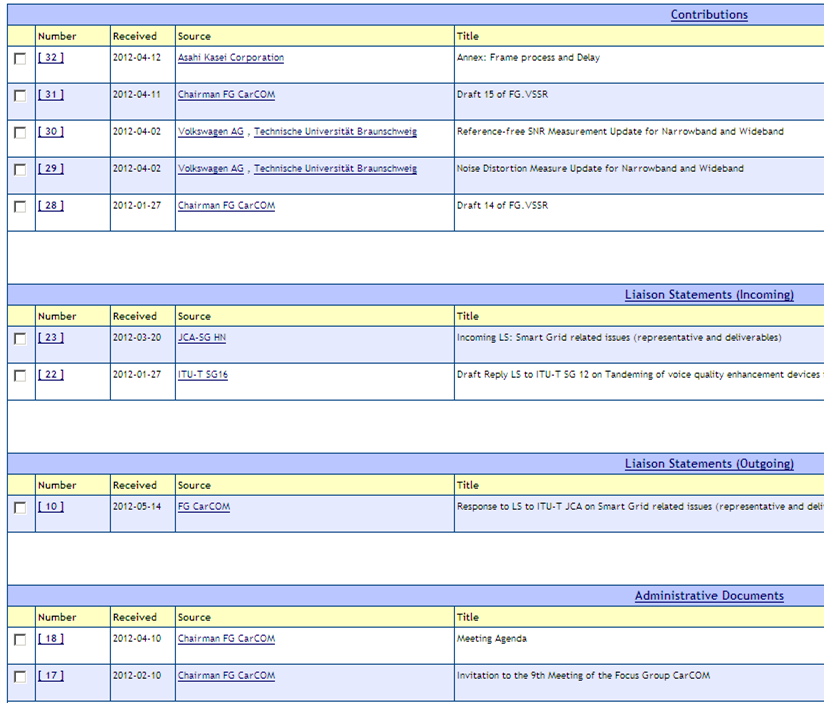 Contributions
Number Received Source Title
[ 32 ] 2012-04-12 Asahi Kasei Corporation Annex: Frame process and Delay
[ 31 ] 2012-04-11 Chairman FG CarCOM Draft 15 of FG.VSSR
[ 30 ] 2012-04-02 Volkswagen AG , Technische Universität Braunschweig Reference-free SNR Measurement Update for Narrowband and Wideband
[ 29 ] 2012-04-02 Volkswagen AG , Technische Universität Braunschweig Noise Distortion Measure Update for Narrowband and Wideband
[ 28 ] 2012-01-27 Chairman FG CarCOM Draft 14 of FG.VSSR
Liaison Statements (Incoming)
Number Received Source Title
[ 23 ] 2012-03-20 JCA-SG HN Incoming LS: Smart Grid related issues (representative and deliverables)
[ 22 ] 2012-01-27 ITU-T SG16 Draft Reply LS to ITU-T SG 12 on Tandeming of voice quality enhancement devices
Liaison Statements (Outgoing)
Number Received Source Title
[ 10 ] 2012-05-14 FG CarCOM Response to LS to ITU-T JCA on Smart Grid related issues (representative and deli
Administrative Documents
Number Received Source Title
[ 18 ] 2012-04-10 Chairman FG CarCOM Meeting Agenda
[ 17 ] 2012-02-10 Chairman FG CarCOM Invitation to the 9th Meeting of the Focus Group CarCOM